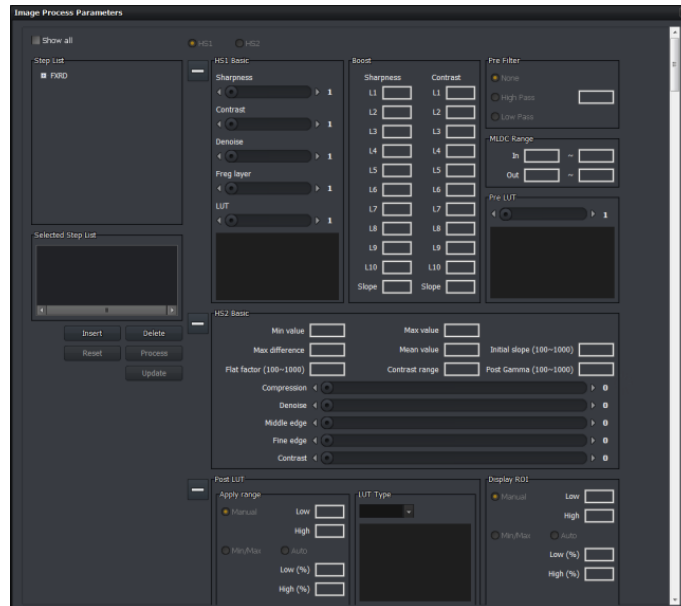 Image Process Parameters
Show all
HS1 HS2
Step List
FXRD
Selected Step List
Insert Delete
Reset Process
Update
HS1 Basic
Sharpness
1
Contrast
1
Denoise
1
Freg layer
1
LUT
1
Boost
Sharpness Contrast
L1 L1
L2 L2
L3 L3
L4 L4
L5 L5
L6 L6
L7 L7
L8 L8
L9 L9
L10 L10
Slope Slope
Pre Filter
None
High Pass
Low Pass
MLDC Range
In ~
Out ~
Pre LUT
1
HS2 Basic
Min value Max value
Max difference Mean value Initial slope (100~1000)
Flat factor (100~1000) Contrast range Post Gamma (100~1000)
Compression 0
Denoise 0
Middle edge 0
Fine edge 0
Contrast 0
Post LUT
Apply range
Manual Low
High
Min/Max Auto
Low (%)
High (%)
LUT Type
Display ROI
Manual Low
High
Min/Max Auto
Low (%)
High (%)